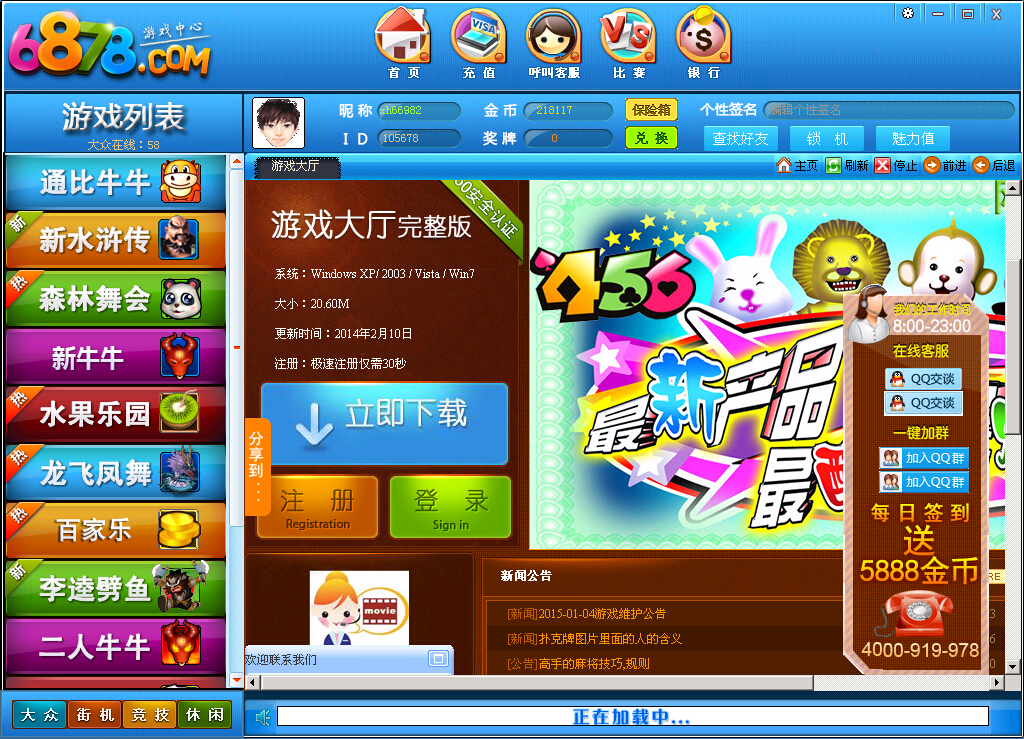 6878.COM
游戏中心
首页
充值
VISA
呼叫客服
比赛
VS
银行
游戏列表
大众在线：58
昵称 xh66982
金币 218117
保险箱
个性签名 编辑个性签名
ID 105678
奖牌 0
兑换
查找好友
锁机
魅力值
游戏大厅
主页
刷新
停止
前进
后退
通比牛牛
新
新水浒传
热
森林舞会
新牛牛
热
水果乐园
热
龙飞凤舞
热
百家乐
新
李逵劈鱼
二人牛牛
大众
街机
竞技
休闲
安全认证
游戏大厅完整版
系统：Windows XP/ 2003 / Vista / Win7
大小：20.60M
更新时间：2014年2月10日
注册：极速注册仅需30秒
立即下载
分享到：
注册
Registration
登录
Sign in
456
最新产品
最
我们的工作时间
8:00-23:00
在线客服
QQ交谈
QQ交谈
一键加群
加入QQ群
加入QQ群
每日签到
送
5888金币
4000-919-978
movie
欢迎联系我们
新闻公告
[新闻]2015-01-04游戏维护公告
[新闻]扑克牌图片里面的人的含义
[公告]高手的麻将技巧,规则
正在加载中...